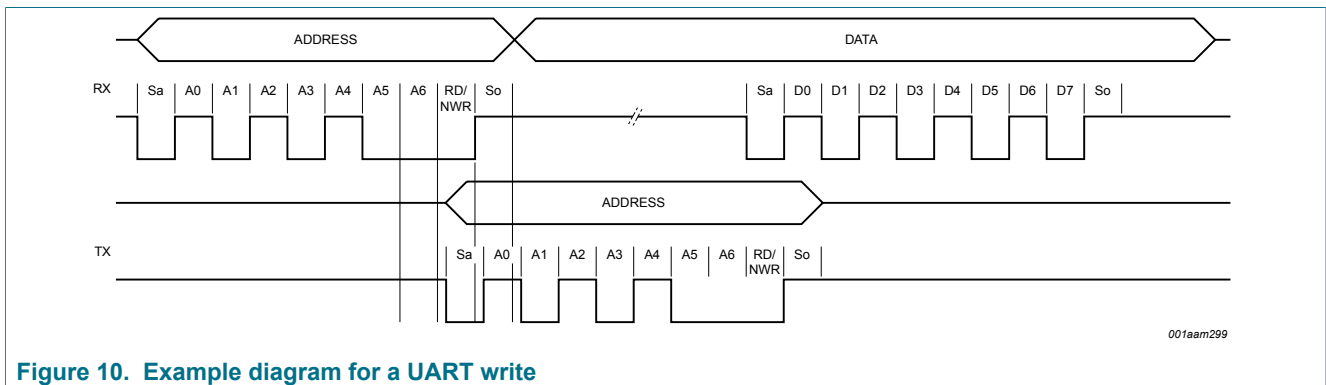 ADDRESS DATA
RX Sa A0 A1 A2 A3 A4 A5 A6 RD/NWR So Sa D0 D1 D2 D3 D4 D5 D6 D7 So
ADDRESS
TX Sa A0 A1 A2 A3 A4 A5 A6 RD/NWR So
001aam299
Figure 10. Example diagram for a UART write